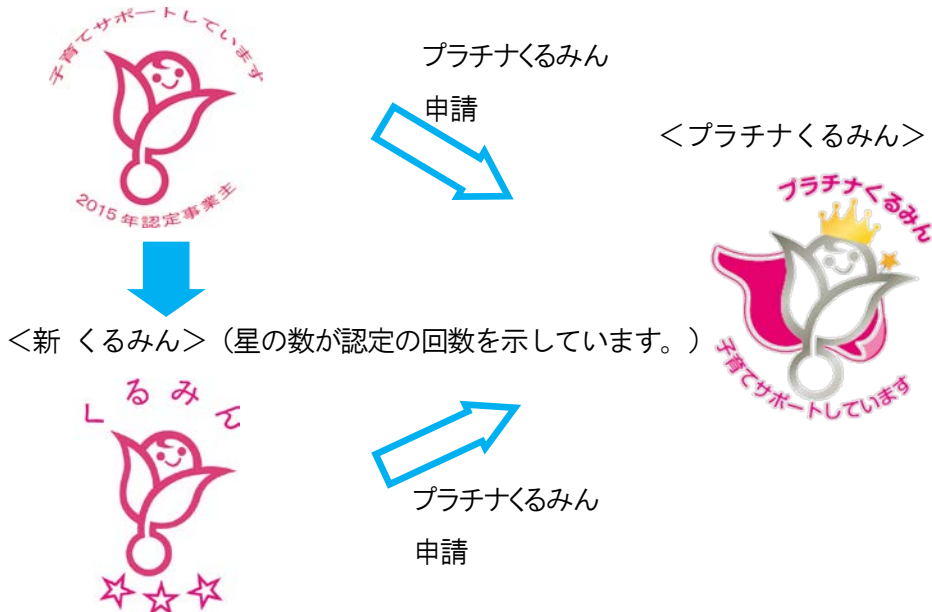 子育てサポートしています
2015年認定事業主
プラチナくるみん
申請
＜プラチナくるみん＞
プラチナくるみん
子育てサポートしています
＜新 くるみん＞（星の数が認定の回数を示しています。）
くるみん
プラチナくるみん
申請